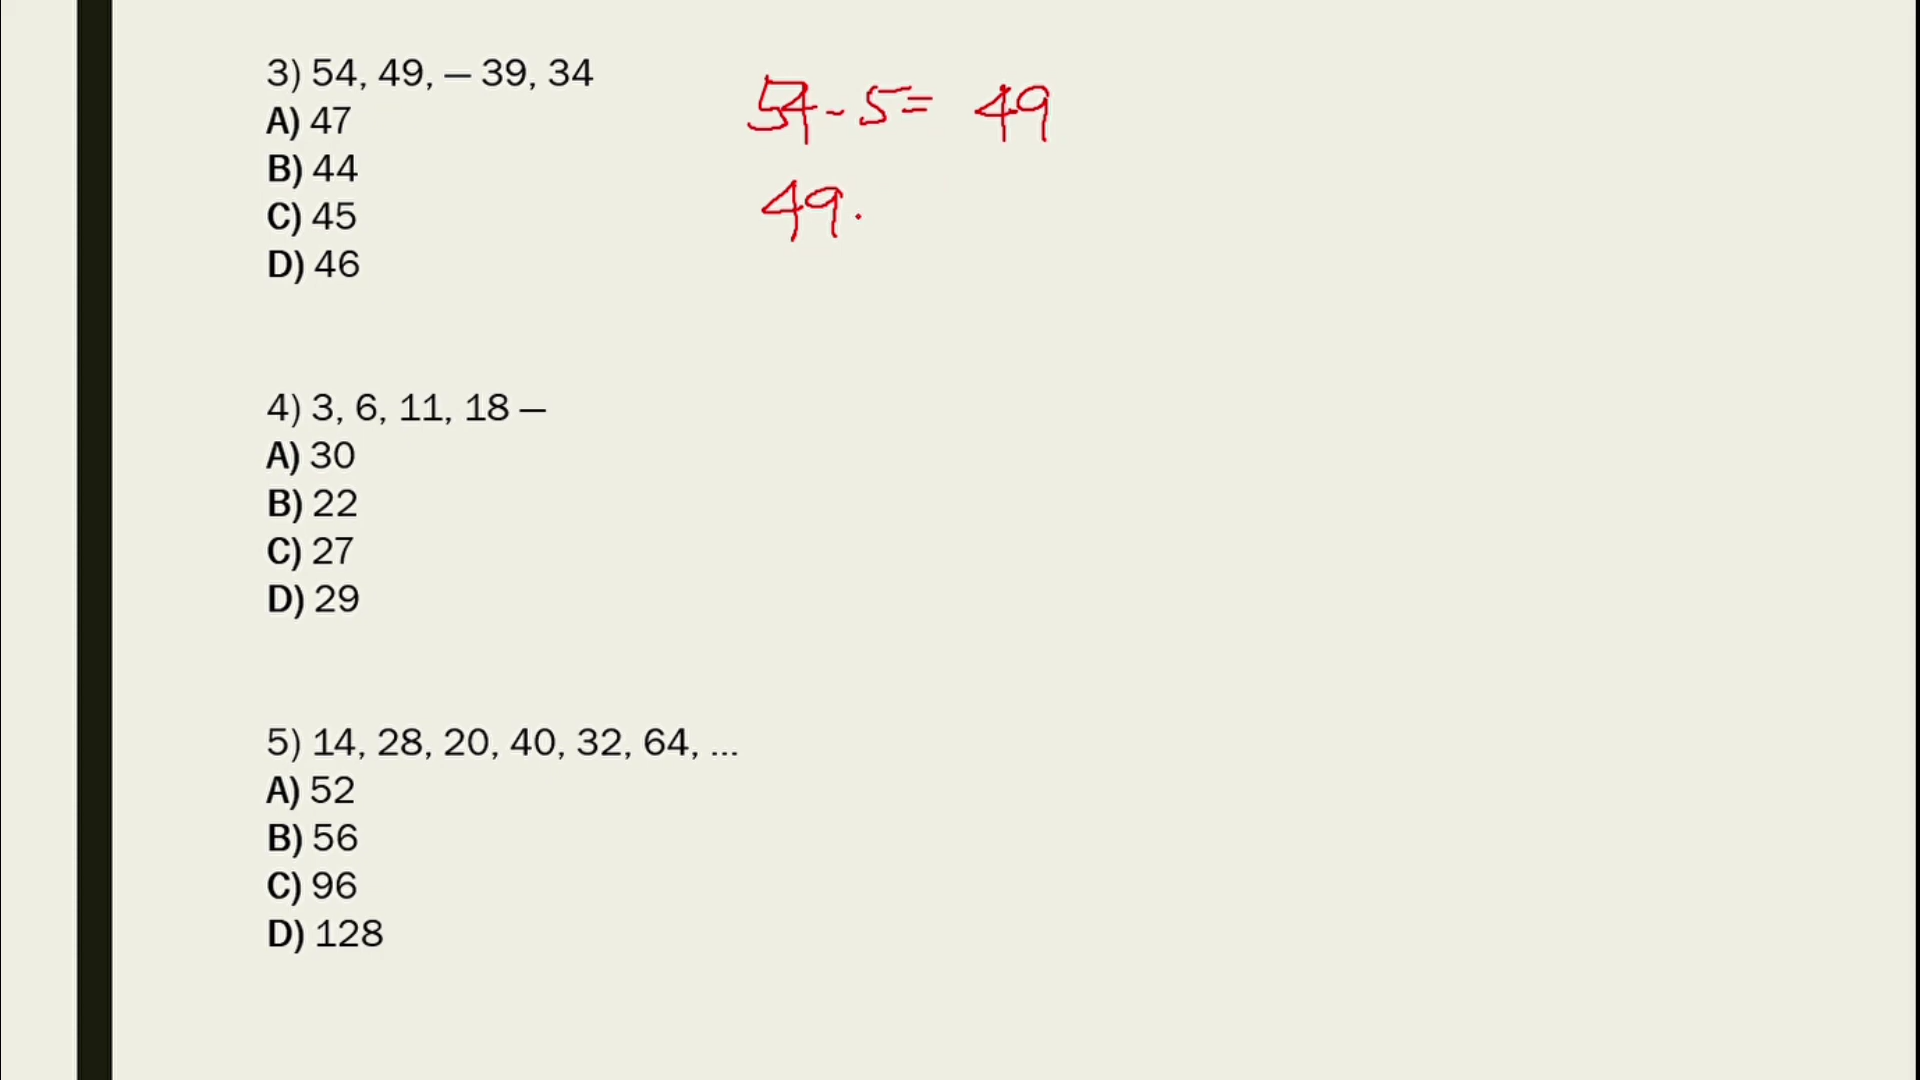 3) 54, 49, — 39, 34
A) 47
B) 44
C) 45
D) 46
54 - 5 = 49
49.
4) 3, 6, 11, 18 —
A) 30
B) 22
C) 27
D) 29
5) 14, 28, 20, 40, 32, 64, ...
A) 52
B) 56
C) 96
D) 128